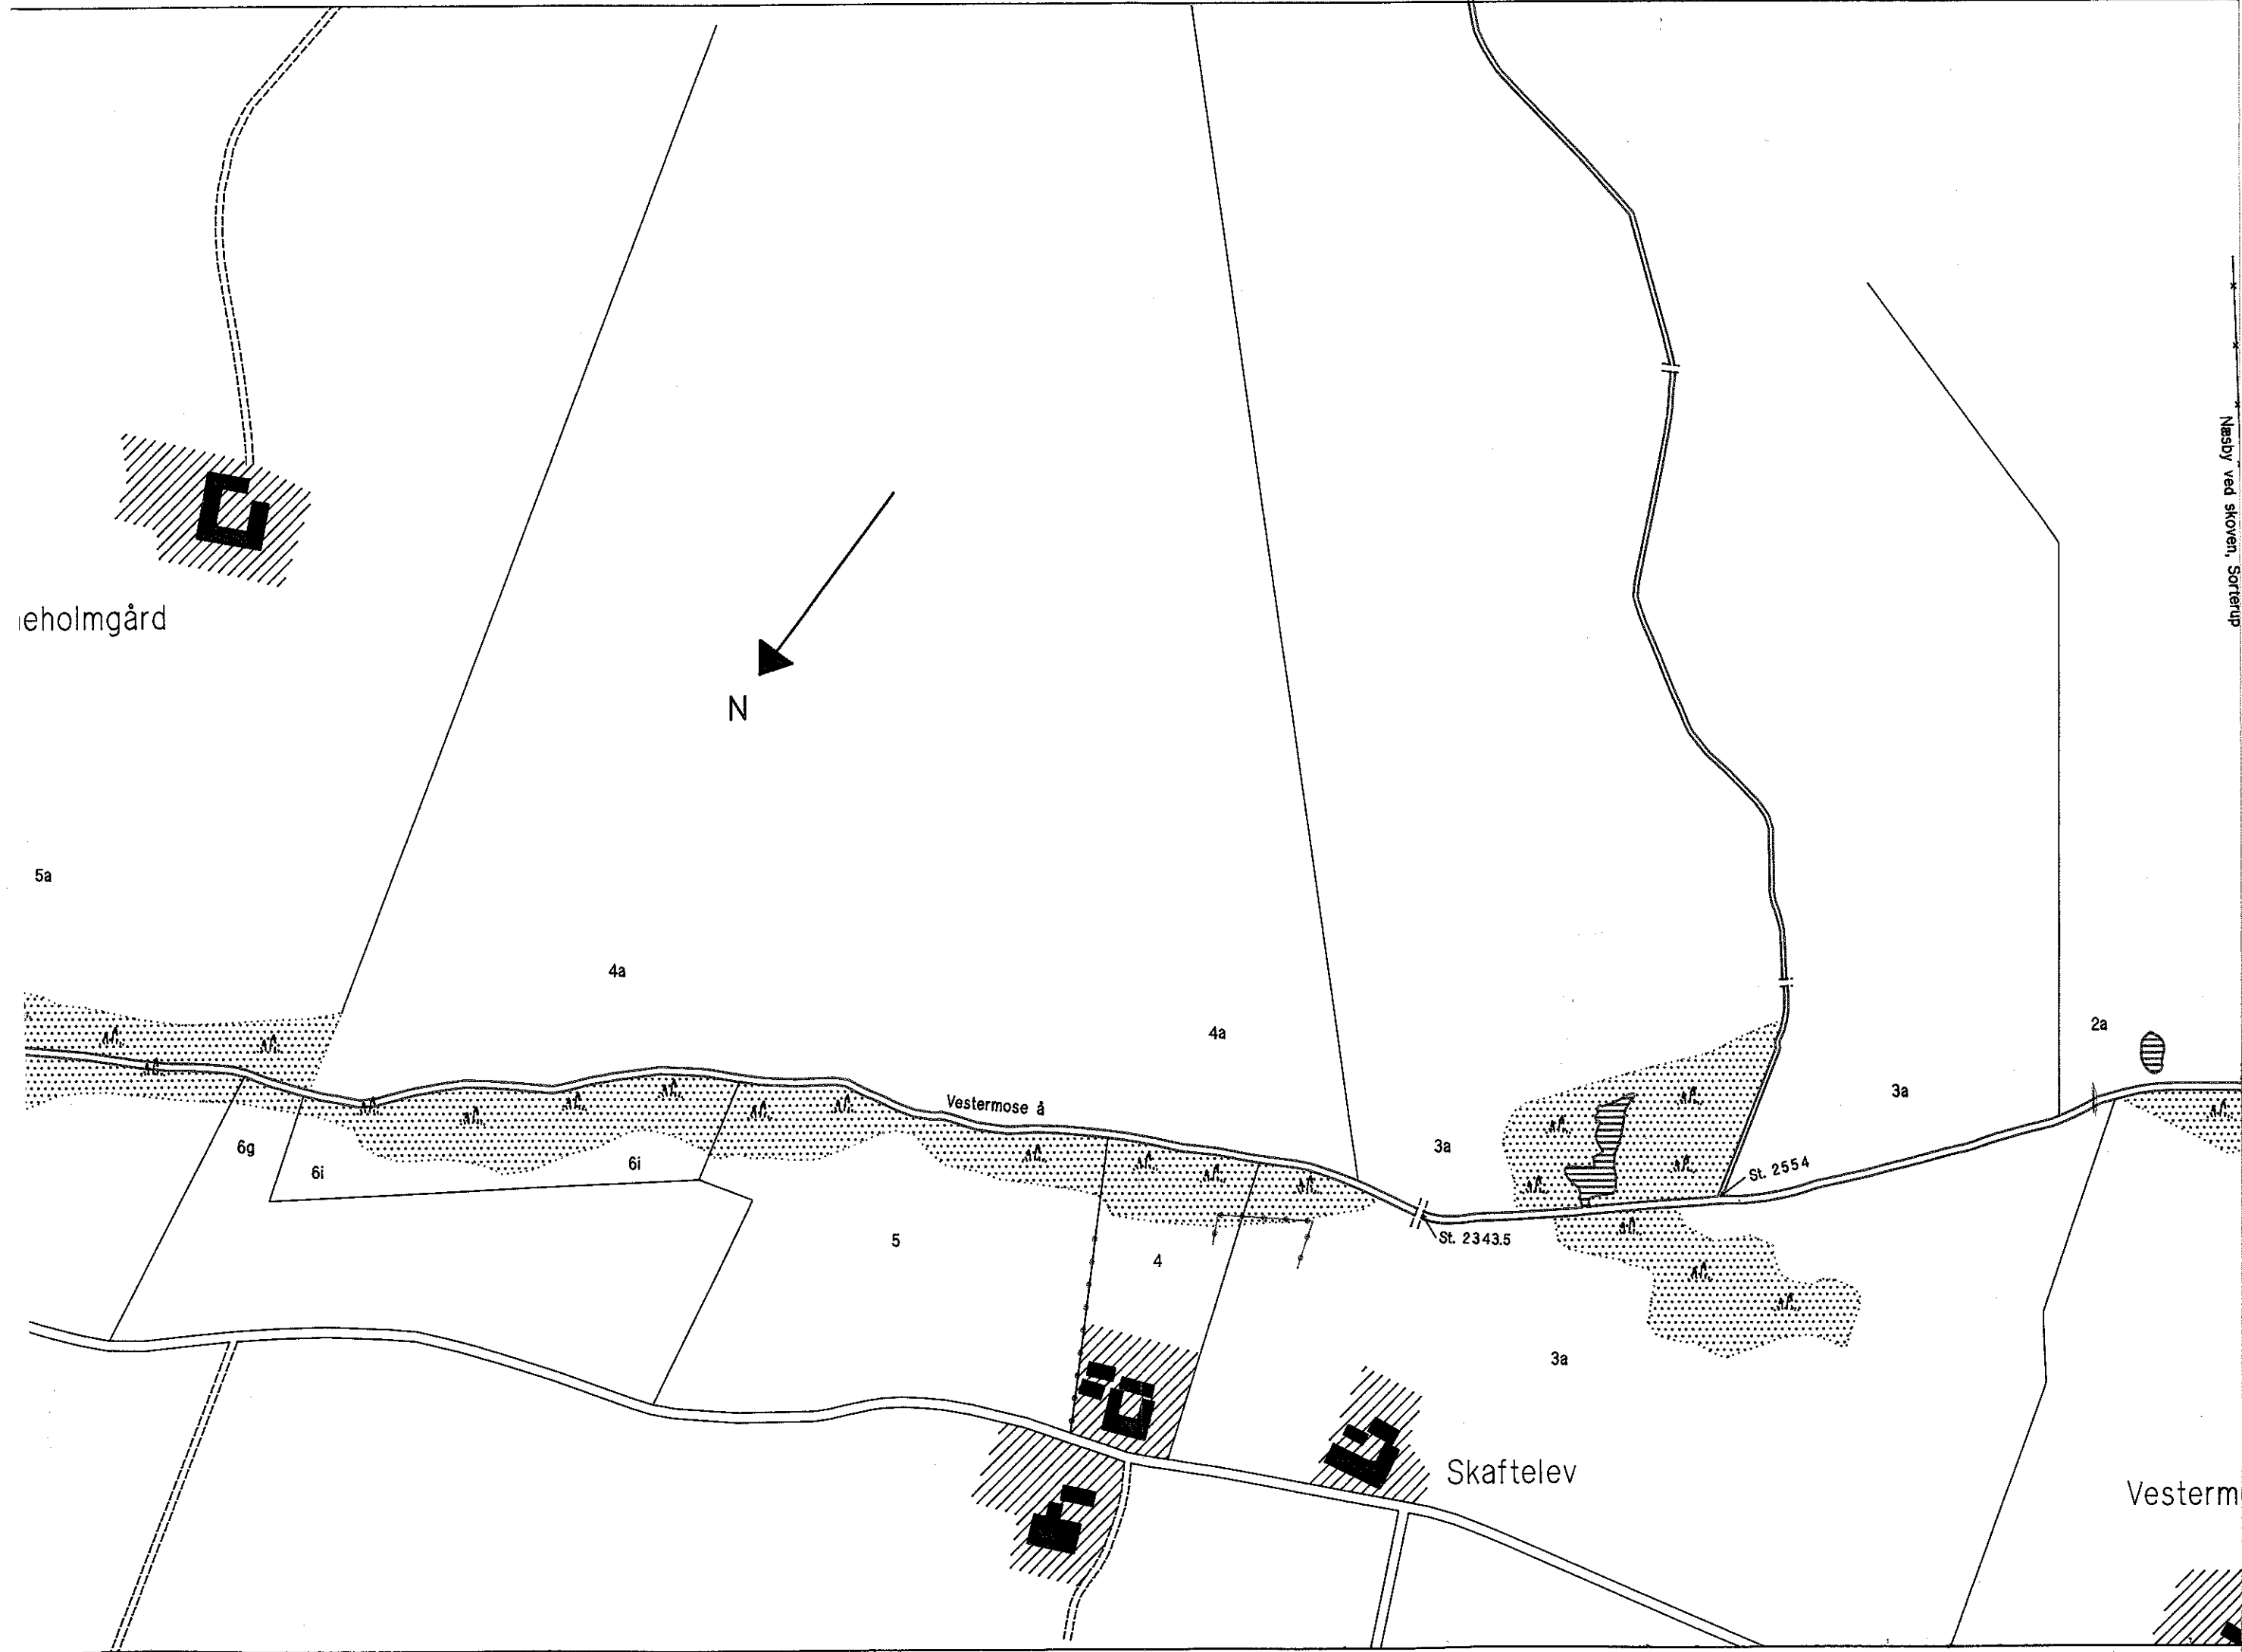 Næsby ved skoven, Sorterup
eholmgård
N
5a
4a
4a
2a
3a
3a
Vestermose å
6g
6i
6i
St. 2554
St. 2343.5
5
4
3a
Skaftelev
Vesterm